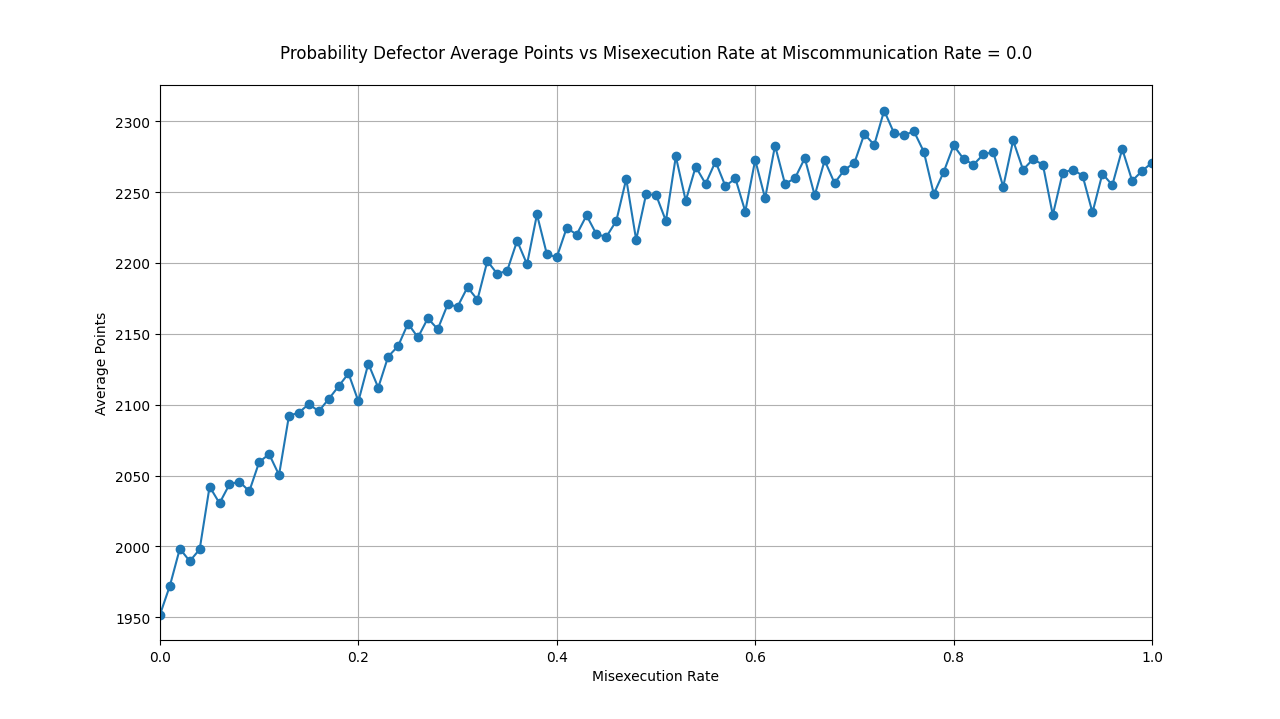 Probability Defector Average Points vs Misexecution Rate at Miscommunication Rate = 0.0
2300
2250
2200
2150
2100
2050
2000
1950
Average Points
0.0 0.2 0.4 0.6 0.8 1.0
Misexecution Rate